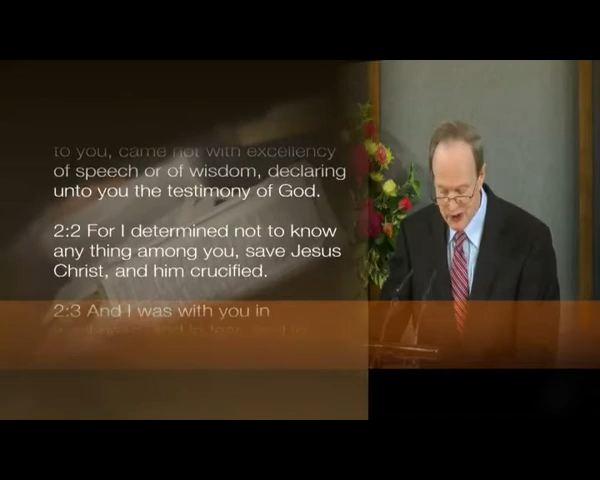 to you, came not with excellency
of speech or of wisdom, declaring
unto you the testimony of God.
2:2 For I determined not to know
any thing among you, save Jesus
Christ, and him crucified.
2:3 And I was with you in